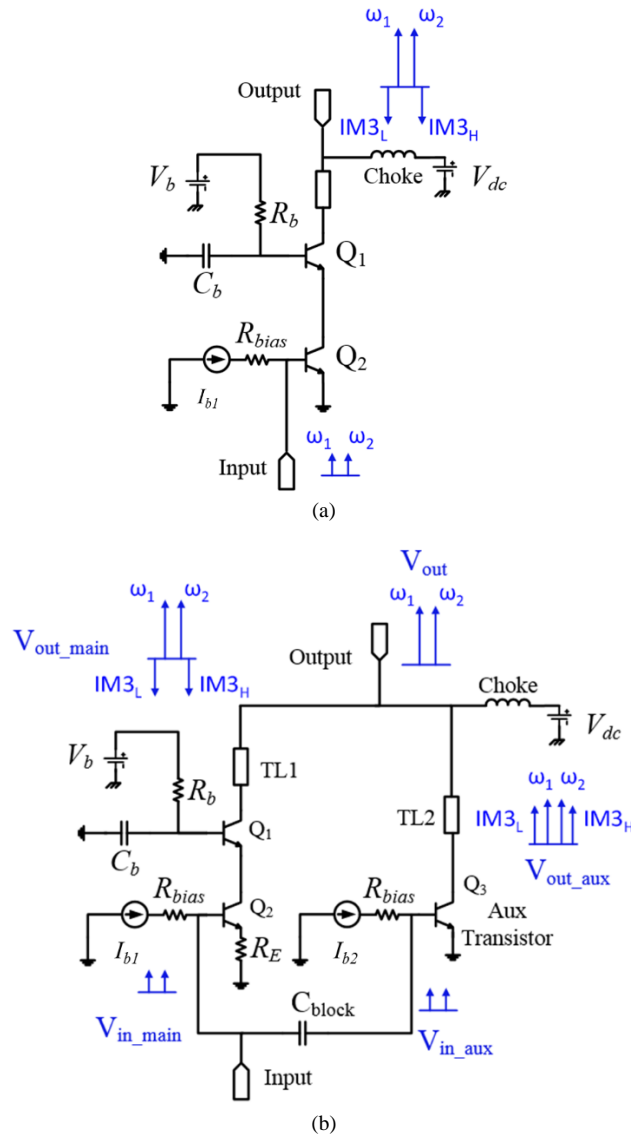 ω₁ ω₂
Output
IM3L IM3H
Choke
Vb
Vdc
Rb
Q₁
Cb
Rbias
Q₂
Ib1
ω₁ ω₂
Input
(a)
Vout
ω₁ ω₂
ω₁ ω₂
Vout_main
Output
IM3L IM3H
Choke
Vb
Vdc
TL1
Rb
ω₁ ω₂
TL2
IM3L IM3H
Q₁
Cb
Vout_aux
Rbias
Q₂
Rbias
Q₃
Aux
Transistor
Ib1
RE
Ib2
Cblock
Vin_main
Vin_aux
Input
(b)